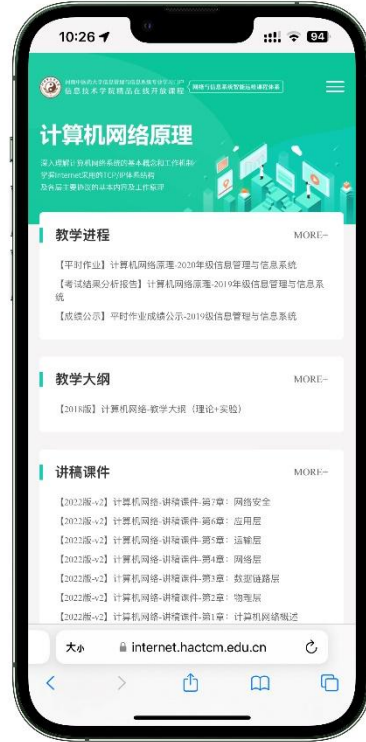 10:26
94
信息技术学院精品在线开放课程
网络与信息系统智能运维课程体系
计算机网络原理
深入理解计算机网络系统的基本概念和工作机制
掌握Internet采用的TCP/IP体系结构
及各层主要协议的基本内容及工作原理
教学进程
MORE~
【平时作业】计算机网络原理-2020年级信息管理与信息系统
【考试结果分析报告】计算机网络原理-2019年级信息管理与信息系
统
【成绩公示】平时作业成绩公示-2019级信息管理与信息系统
教学大纲
MORE~
【2018版】计算机网络-教学大纲（理论+实验）
讲稿课件
MORE~
【2022版-v2】计算机网络-讲稿课件-第7章：网络安全
【2022版-v2】计算机网络-讲稿课件-第6章：应用层
【2022版-v2】计算机网络-讲稿课件-第5章：运输层
【2022版-v2】计算机网络-讲稿课件-第4章：网络层
【2022版-v2】计算机网络-讲稿课件-第3章：数据链路层
【2022版-v2】计算机网络-讲稿课件-第2章：物理层
【2022版-v2】计算机网络-讲稿课件-第1章：计算机网络概述
大小
internet.hactcm.edu.cn